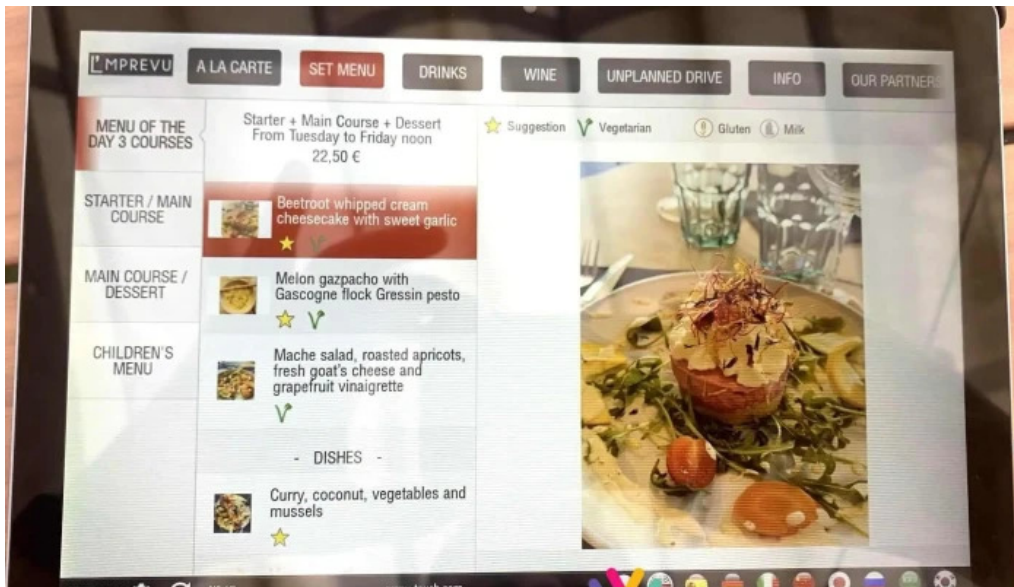 L'MPREVU
A LA CARTE
SET MENU
DRINKS
WINE
UNPLANNED DRIVE
INFO
OUR PARTNERS
MENU OF THE
DAY 3 COURSES
STARTER / MAIN
COURSE
MAIN COURSE /
DESSERT
CHILDREN'S
MENU
Starter + Main Course + Dessert
From Tuesday to Friday noon
22,50 €
Beetroot whipped cream
cheesecake with sweet garlic
Melon gazpacho with
Gascogne flock Gressin pesto
Mache salad, roasted apricots,
fresh goat's cheese and
grapefruit vinaigrette
- DISHES -
Curry, coconut, vegetables and
mussels
Suggestion
Vegetarian
Gluten
Milk